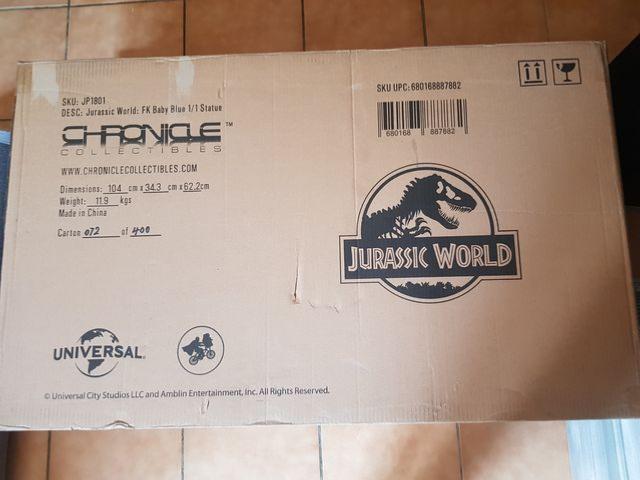 SKU: JP1801
DESC: Jurassic World: FK Baby Blue 1/1 Statue
CHRONICLE™
COLLECTIBLES
WWW.CHRONICLECOLLECTIBLES.COM
Dimensions: 104 cm x 34.3 cm x 62.2cm
Weight: 11.9 kgs
Made in China
Carton 072 of 400
SKU UPC: 680168887882
680168 887882
JURASSIC WORLD
UNIVERSAL.
© Universal City Studios LLC and Amblin Entertainment, Inc. All Rights Reserved.